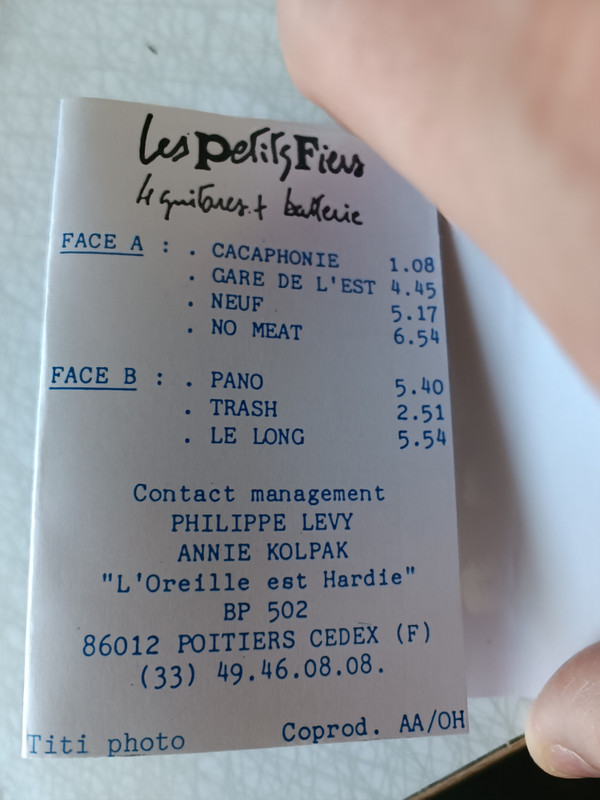 Les Petits Fiers
4 guitares + batterie
FACE A : . CACAPHONIE 1.08
. GARE DE L'EST 4.45
. NEUF 5.17
. NO MEAT 6.54
FACE B : . PANO 5.40
. TRASH 2.51
. LE LONG 5.54
Contact management
PHILIPPE LEVY
ANNIE KOLPAK
"L'Oreille est Hardie"
BP 502
86012 POITIERS CEDEX (F)
(33) 49.46.08.08.
Titi photo Coprod. AA/OH